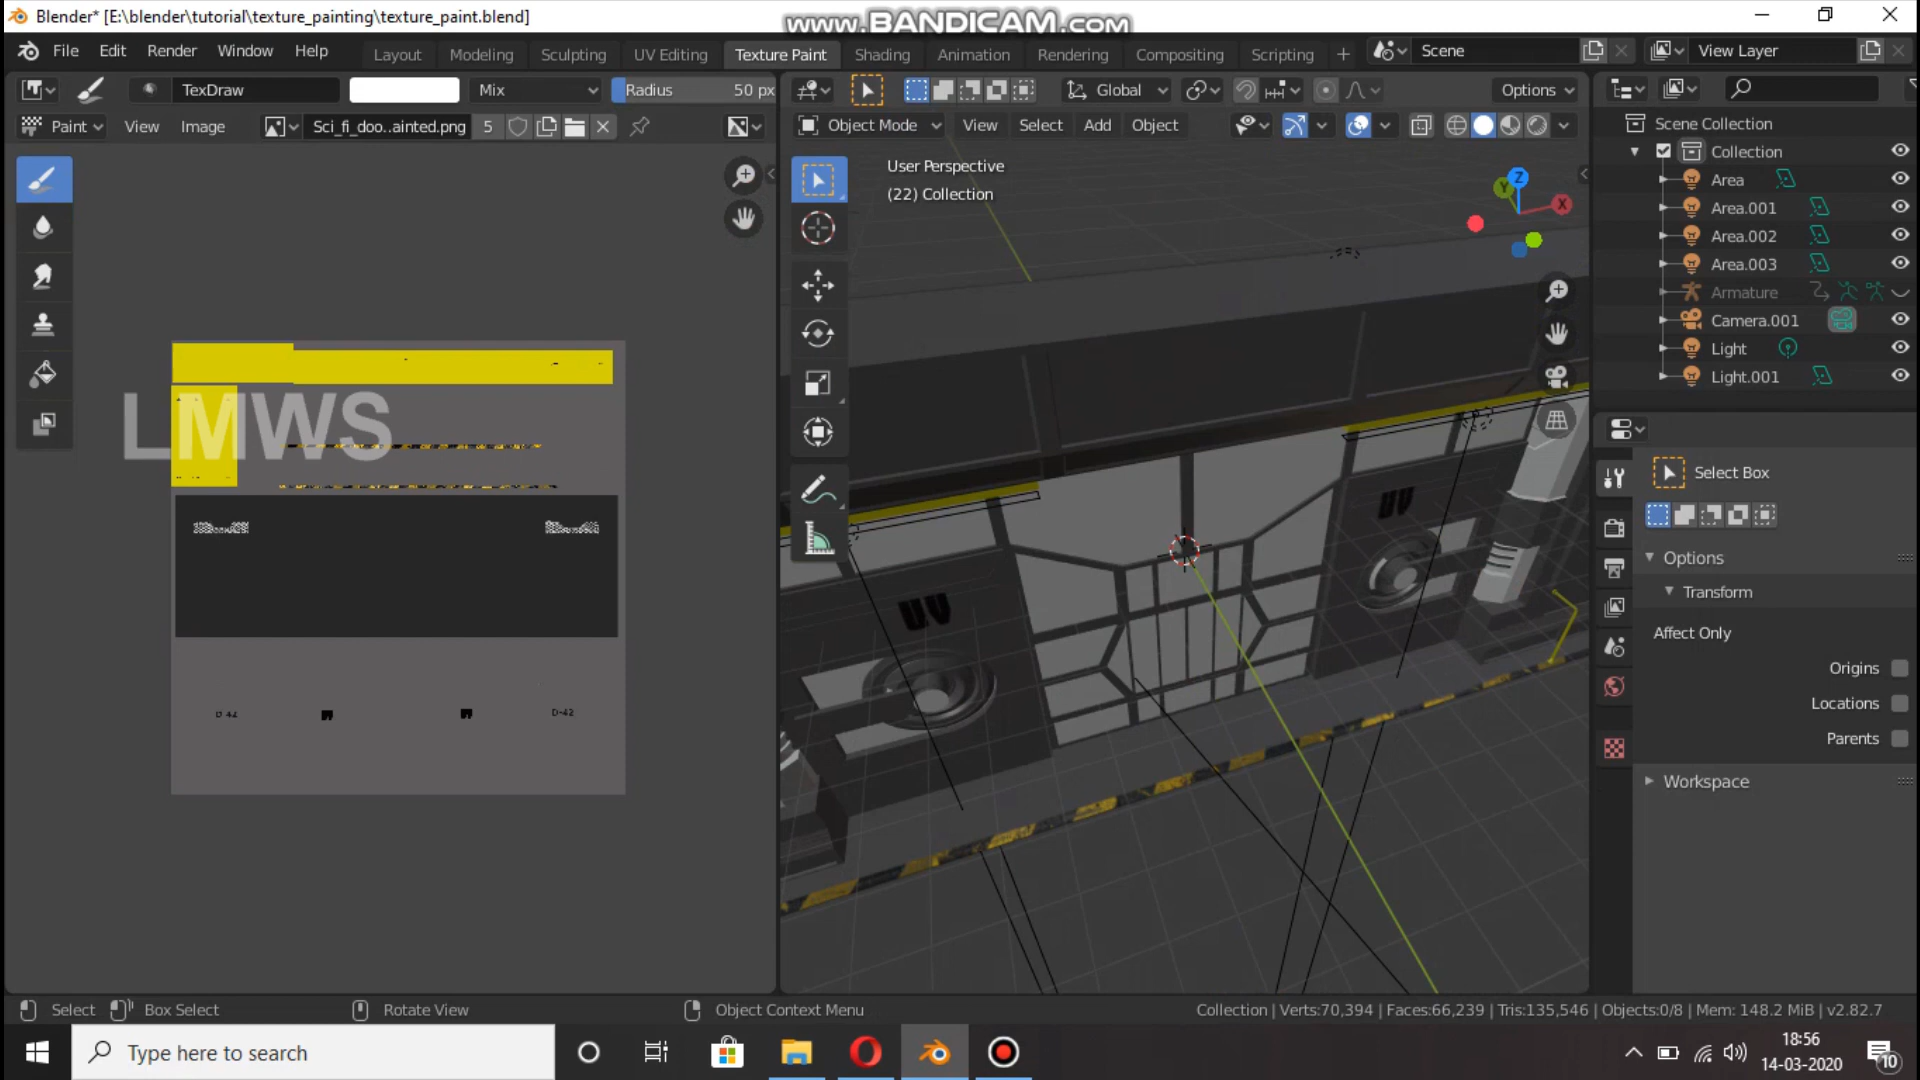 Blender* [E:\blender\tutorial\texture_painting\texture_paint.blend]
www.BANDICAM.com
File Edit Render Window Help
Layout Modeling Sculpting UV Editing Texture Paint Shading Animation Rendering Compositing Scripting +
Scene
View Layer
TexDraw Mix Radius 50 px
Global Options
Paint View Image Sci_fi_doo..ainted.png 5
Object Mode View Select Add Object
User Perspective
(22) Collection
Z
Y
X
LMWS
D-42
D-42
Scene Collection
Collection
Area
Area.001
Area.002
Area.003
Armature
Camera.001
Light
Light.001
Select Box
Options
Transform
Affect Only
Origins
Locations
Parents
Workspace
Select Box Select Rotate View Object Context Menu
Collection | Verts:70,394 | Faces:66,239 | Tris:135,546 | Objects:0/8 | Mem: 148.2 MiB | v2.82.7
Type here to search
18:56
14-03-2020
10